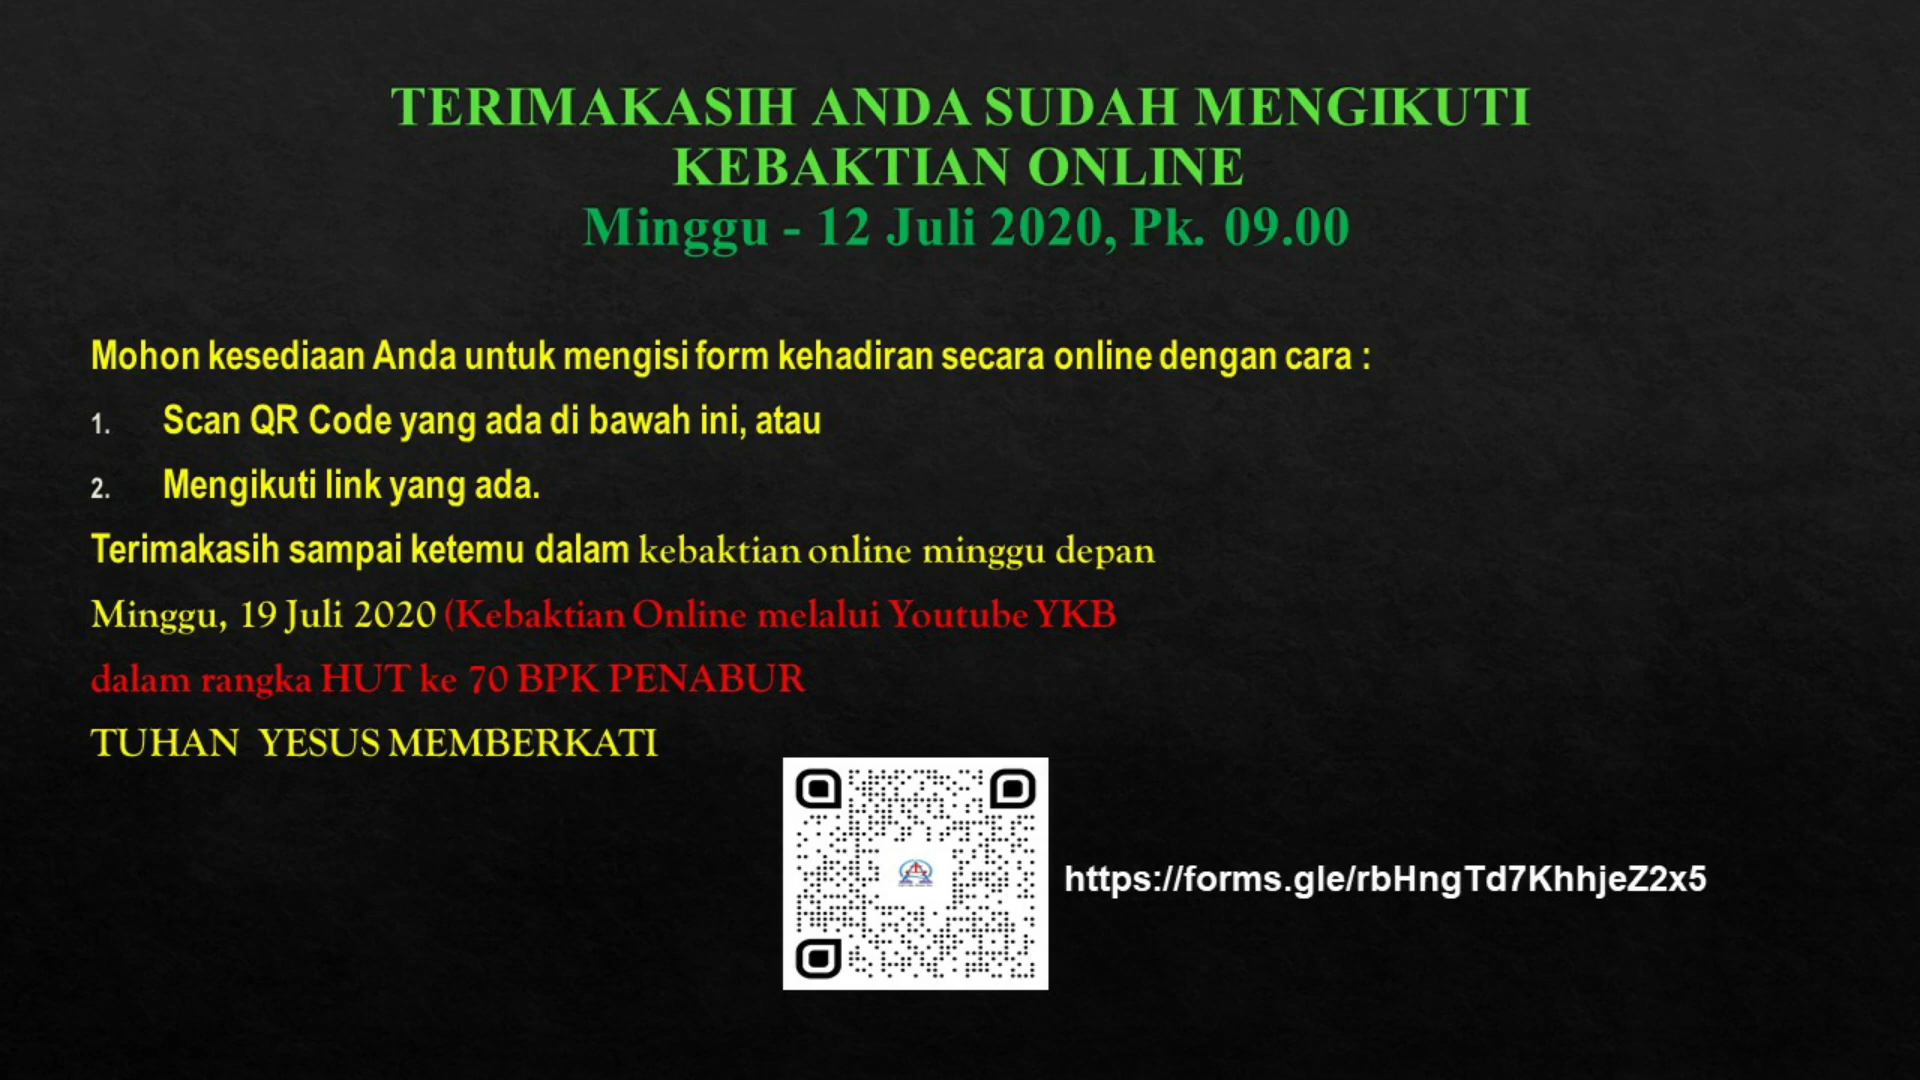 TERIMAKASIH ANDA SUDAH MENGIKUTI
KEBAKTIAN ONLINE
Minggu - 12 Juli 2020, Pk. 09.00
Mohon kesediaan Anda untuk mengisi form kehadiran secara online dengan cara :
1. Scan QR Code yang ada di bawah ini, atau
2. Mengikuti link yang ada.
Terimakasih sampai ketemu dalam kebaktian online minggu depan
Minggu, 19 Juli 2020 (Kebaktian Online melalui Youtube YKB
dalam rangka HUT ke 70 BPK PENABUR
TUHAN YESUS MEMBERKATI
https://forms.gle/rbHngTd7KhhjeZ2x5